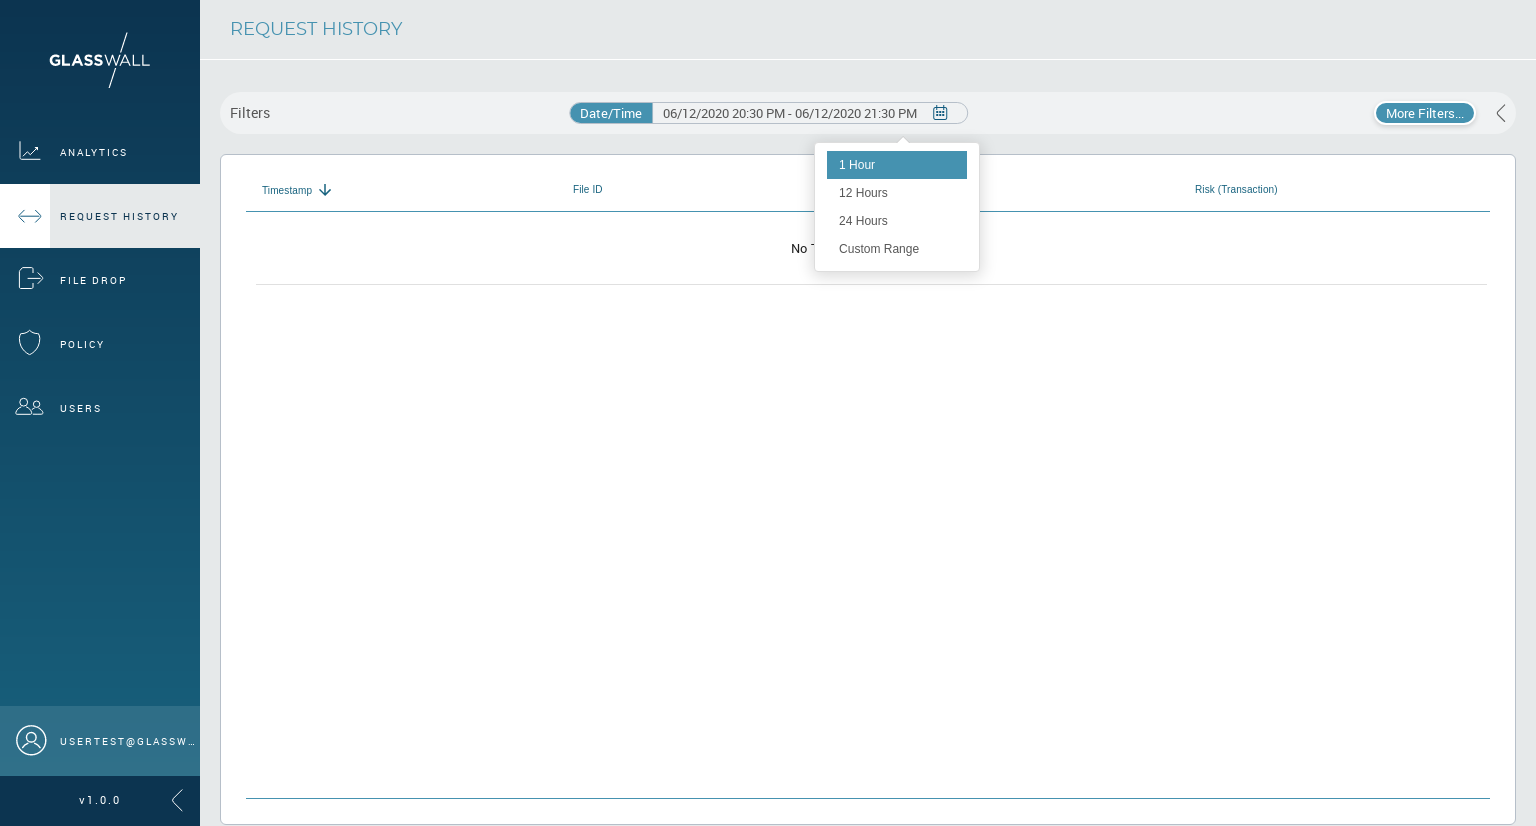 GLASSWALL
REQUEST HISTORY
ANALYTICS
REQUEST HISTORY
FILE DROP
POLICY
USERS
USERTEST@GLASSW...
v1.0.0
Filters
Date/Time
06/12/2020 20:30 PM - 06/12/2020 21:30 PM
More Filters...
1 Hour
12 Hours
24 Hours
Custom Range
Timestamp
File ID
Risk (Transaction)
No